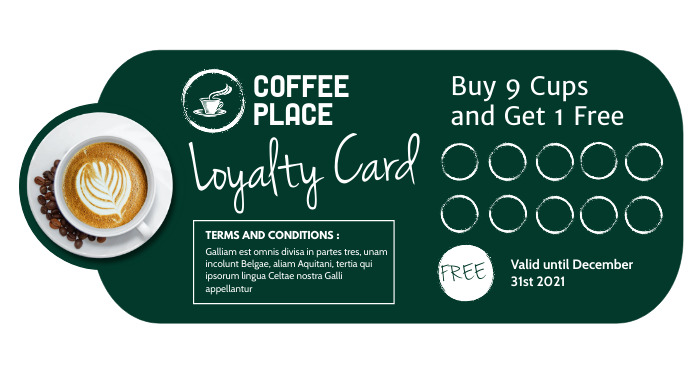 COFFEE
PLACE
Loyalty Card
TERMS AND CONDITIONS :
Galliam est omnis divisa in partes tres, unam
incolunt Belgae, aliam Aquitani, tertia qui
ipsorum lingua Celtae nostra Galli
appellantur
Buy 9 Cups
and Get 1 Free
FREE
Valid until December
31st 2021